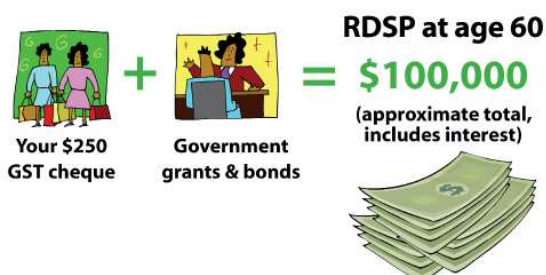 Your $250
GST cheque
+
Government
grants & bonds
=
RDSP at age 60
$100,000
(approximate total,
includes interest)
$